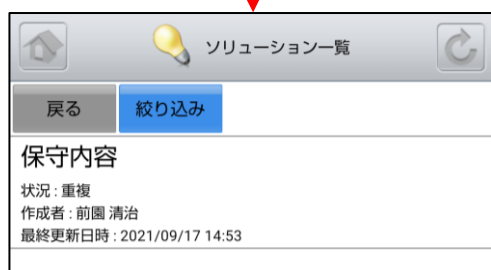 ソリューション一覧
戻る 絞り込み
保守内容
状況 : 重複
作成者 : 前園 清治
最終更新日時 : 2021/09/17 14:53